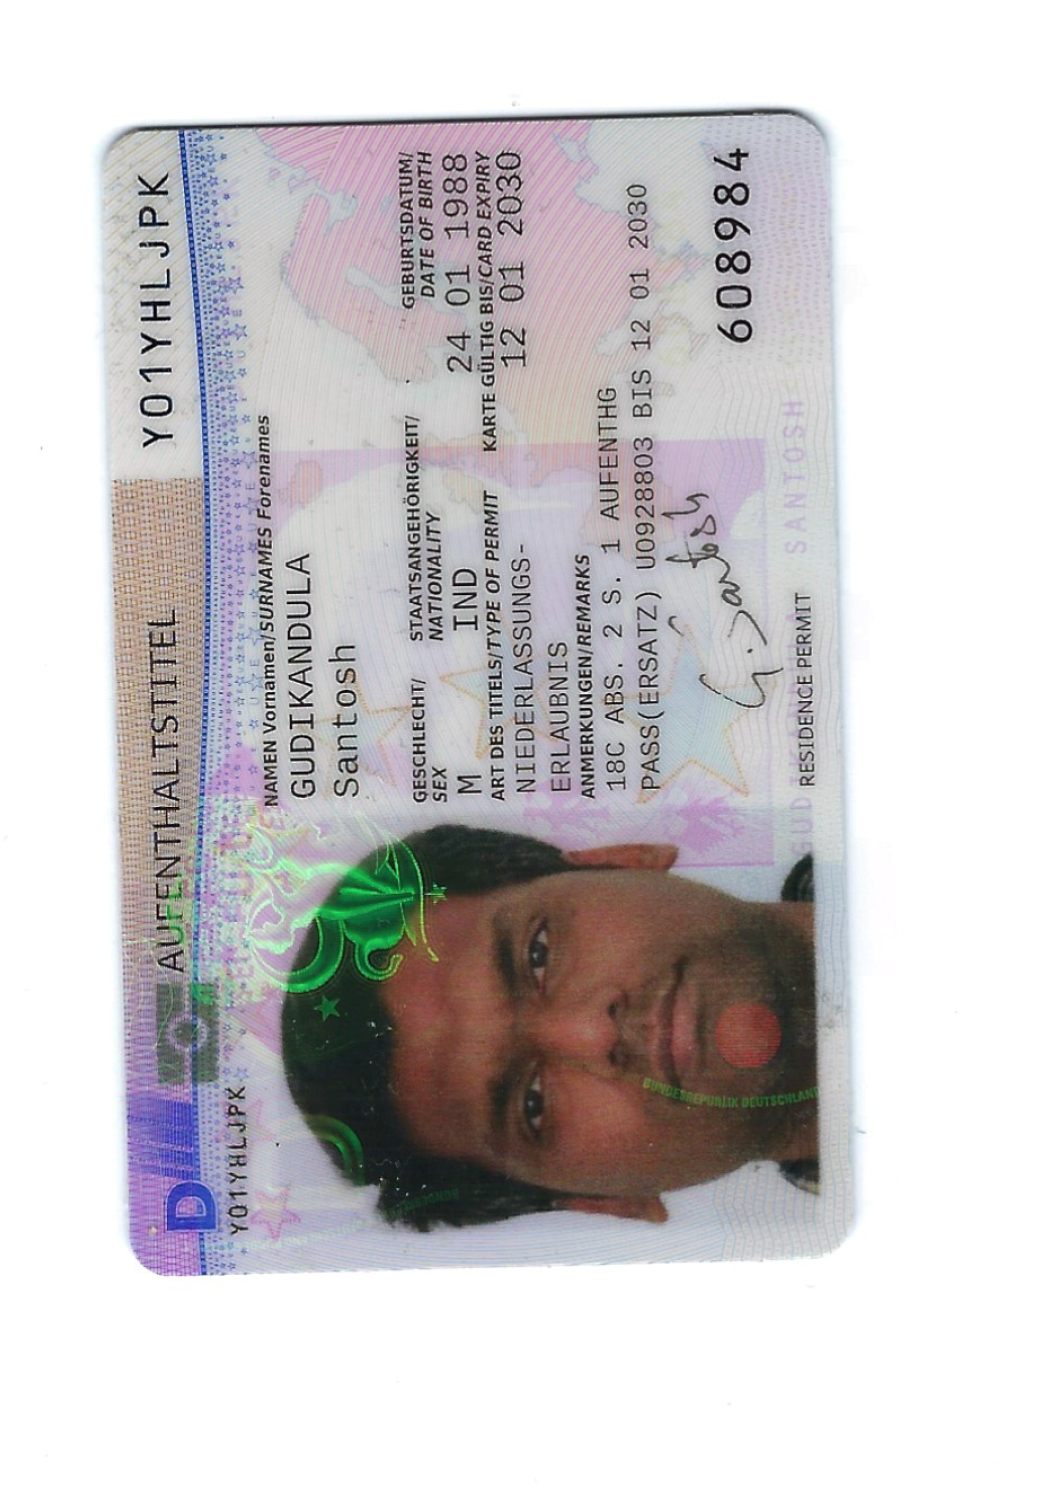 AUFENTHALTSTITEL Y01YHLJPK
D
Y01YHLJPK
NAMEN Vornamen/SURNAMES Forenames
GUDIKANDULA
Santosh
GESCHLECHT/ STAATSANGEHÖRIGKEIT/ GEBURTSDATUM/
SEX NATIONALITY DATE OF BIRTH
M IND 24 01 1988
ART DES TITELS/TYPE OF PERMIT KARTE GÜLTIG BIS/CARD EXPIRY
NIEDERLASSUNGS- 12 01 2030
ERLAUBNIS
ANMERKUNGEN/REMARKS
18C ABS. 2 S. 1 AUFENTHG
PASS(ERSATZ) U0928803 BIS 12 01 2030
G. Santosh
608984
RESIDENCE PERMIT
SANTOSH
BUNDESREPUBLIK DEUTSCHLAND